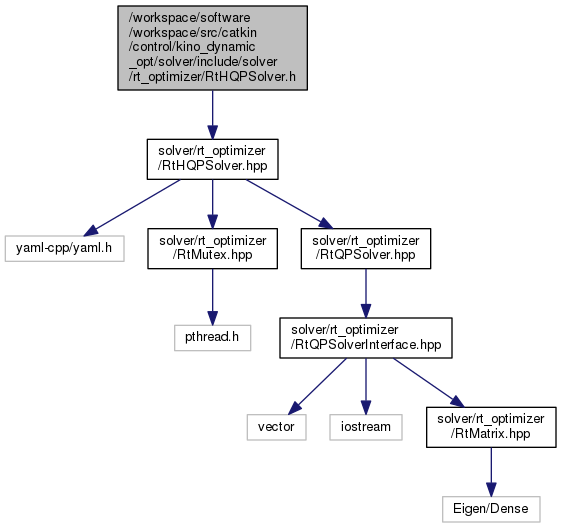 /workspace/software
/workspace/src/catkin
/control/kino_dynamic
_opt/solver/include/solver
/rt_optimizer/RtHQPSolver.h
solver/rt_optimizer
/RtHQPSolver.hpp
yaml-cpp/yaml.h
solver/rt_optimizer
/RtMutex.hpp
solver/rt_optimizer
/RtQPSolver.hpp
pthread.h
solver/rt_optimizer
/RtQPSolverInterface.hpp
vector
iostream
solver/rt_optimizer
/RtMatrix.hpp
Eigen/Dense